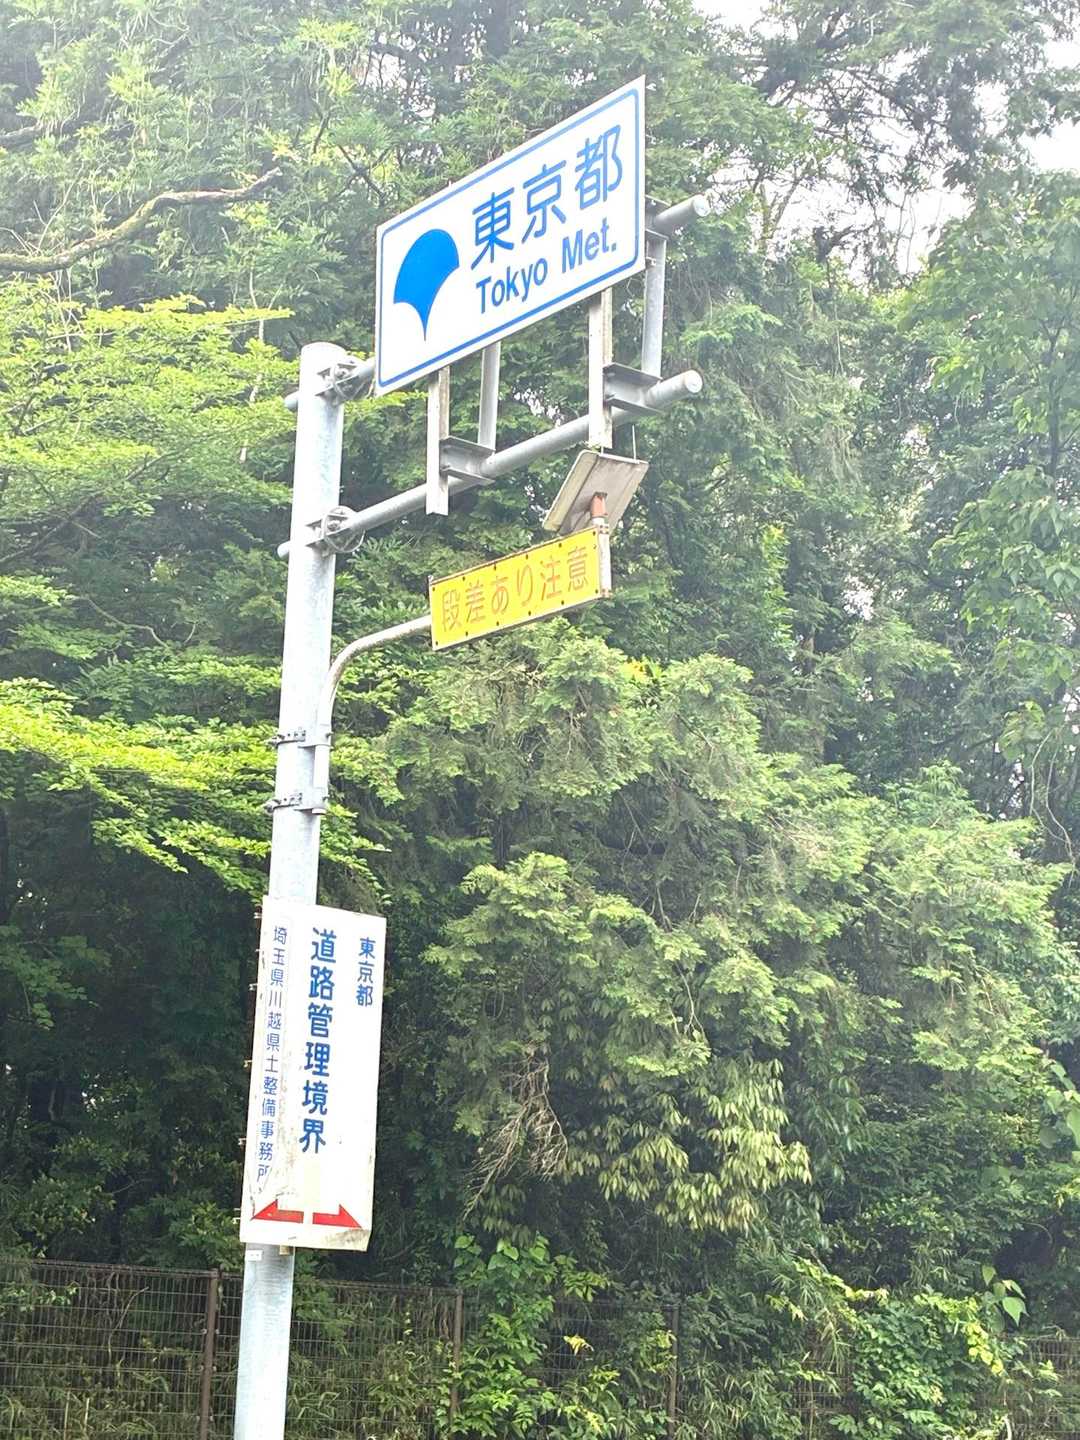 東京都
Tokyo Met.
段差あり注意
東京都
道路管理境界
埼玉県川越県土整備事務所